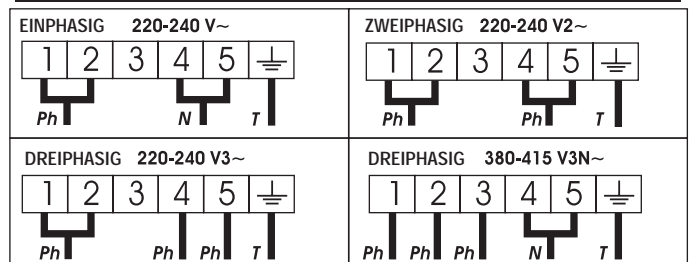 EINPHASIG 220-240 V~
1 2 3 4 5
Ph N T
ZWEIPHASIG 220-240 V2~
1 2 3 4 5
Ph Ph T
DREIPHASIG 220-240 V3~
1 2 3 4 5
Ph Ph Ph T
DREIPHASIG 380-415 V3N~
1 2 3 4 5
Ph Ph Ph N T